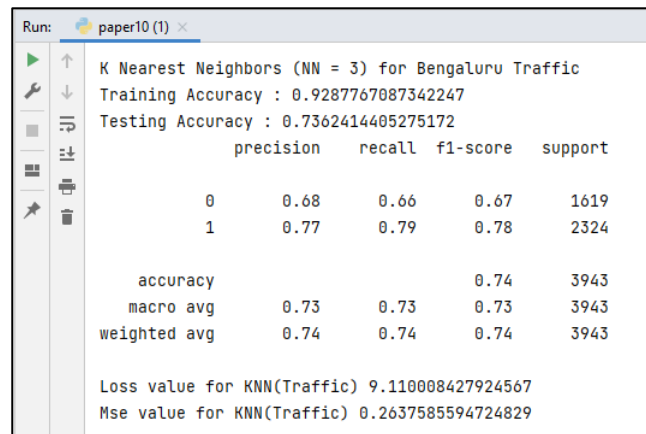 Run: paper10 (1) ×
K Nearest Neighbors (NN = 3) for Bengaluru Traffic
Training Accuracy : 0.9287767087342247
Testing Accuracy : 0.7362414405275172
precision recall f1-score support
0 0.68 0.66 0.67 1619
1 0.77 0.79 0.78 2324
accuracy 0.74 3943
macro avg 0.73 0.73 0.73 3943
weighted avg 0.74 0.74 0.74 3943
Loss value for KNN(Traffic) 9.110008427924567
Mse value for KNN(Traffic) 0.2637585594724829